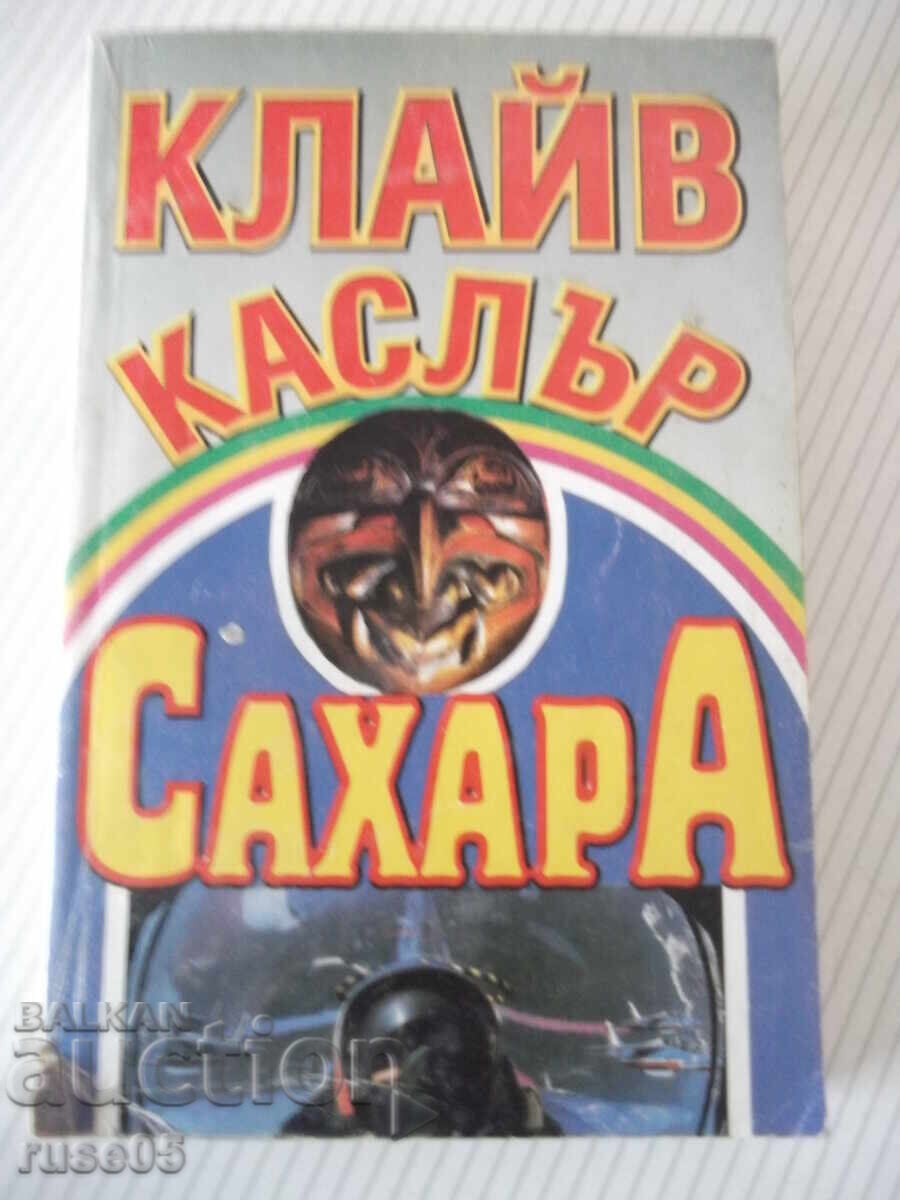 КЛАЙВ
КАСЛЪР
САХАРА
BALKAN
auction
ruse05